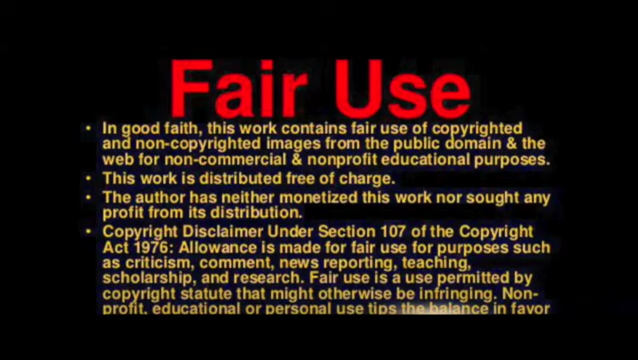 Fair Use
• In good faith, this work contains fair use of copyrighted
and non-copyrighted images from the public domain & the
web for non-commercial & nonprofit educational purposes.
• This work is distributed free of charge.
• The author has neither monetized this work nor sought any
profit from its distribution.
• Copyright Disclaimer Under Section 107 of the Copyright
Act 1976: Allowance is made for fair use for purposes such
as criticism, comment, news reporting, teaching,
scholarship, and research. Fair use is a use permitted by
copyright statute that might otherwise be infringing. Non-
profit, educational or personal use tips the balance in favor